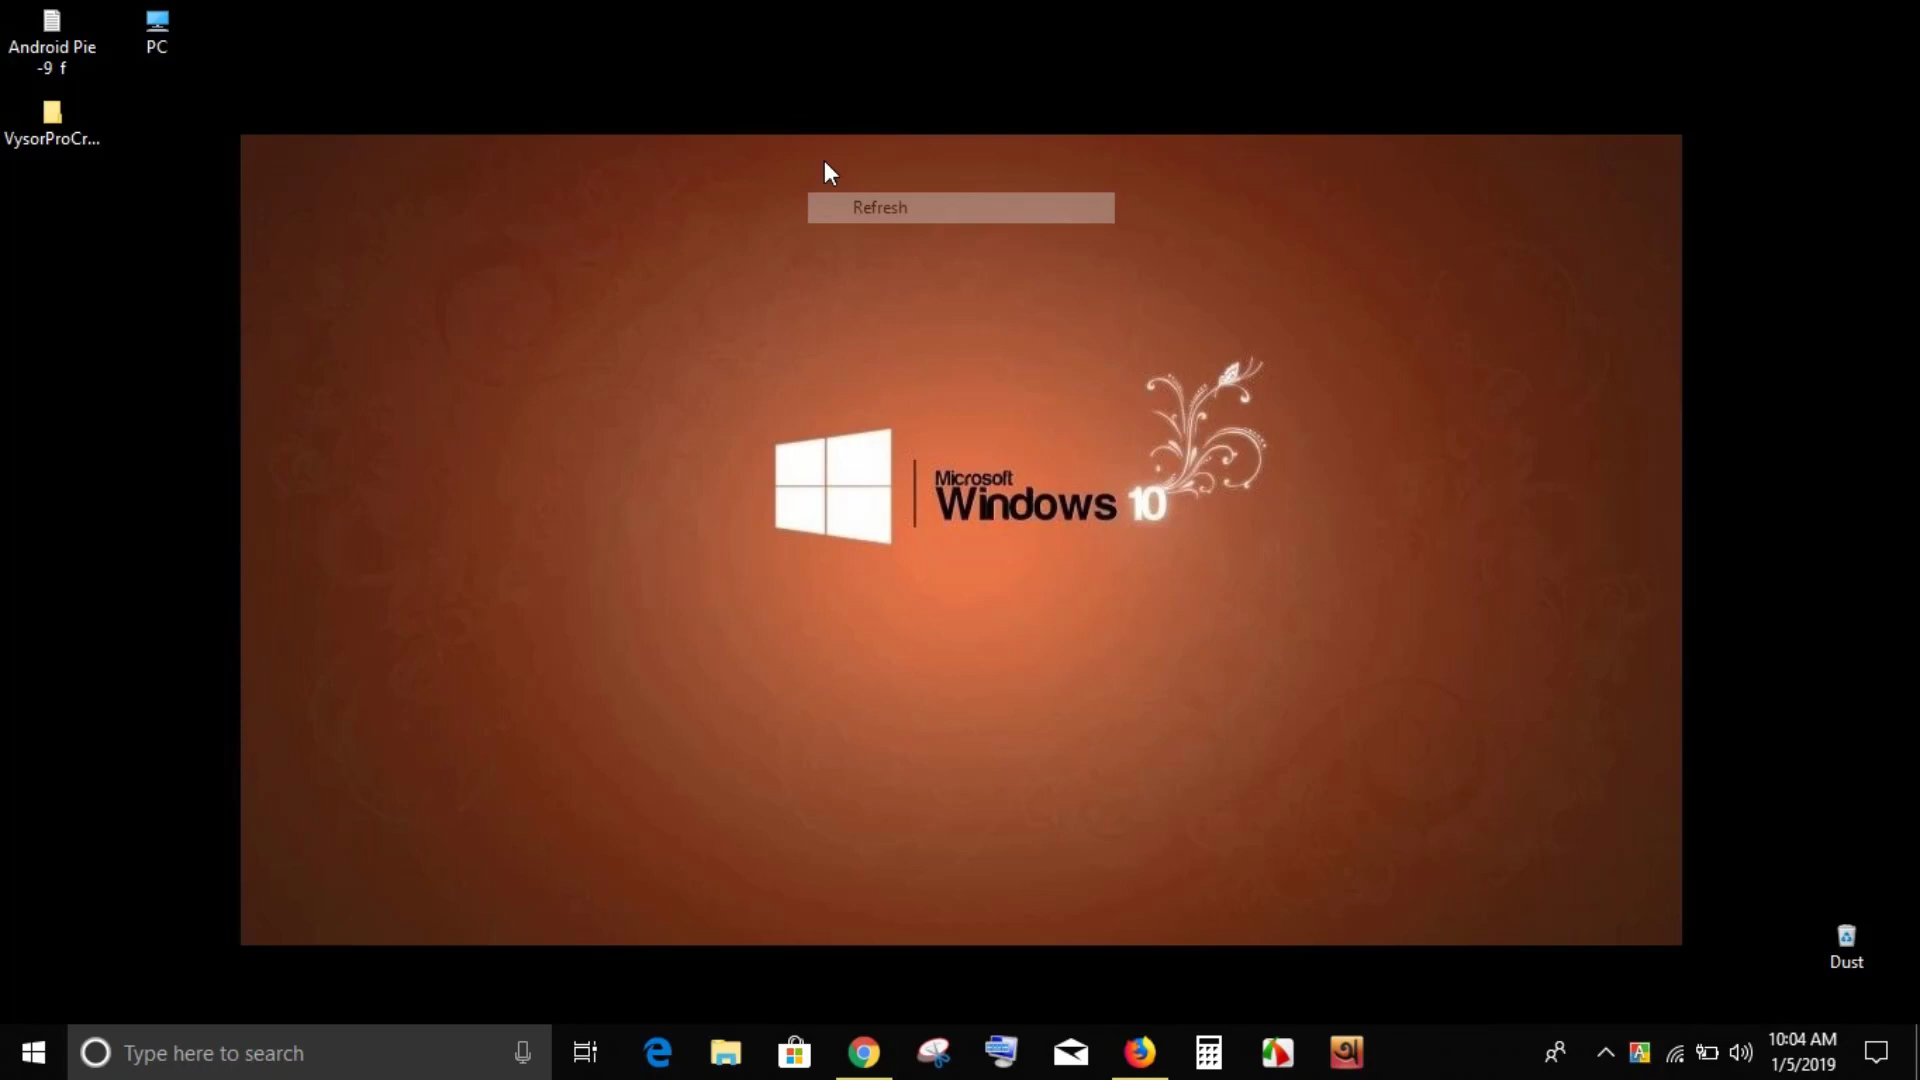 Android Pie
-9 f
PC
VysorProCr...
Refresh
Microsoft
Windows 10
Dust
Type here to search
10:04 AM
1/5/2019